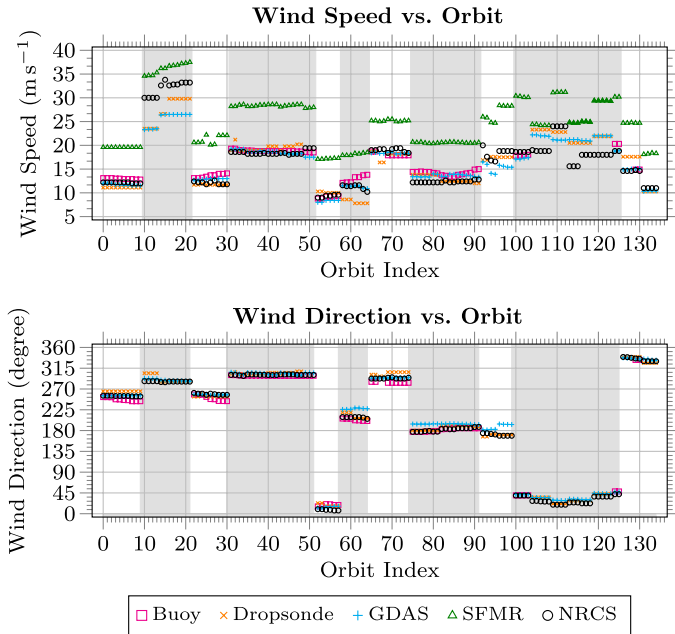 Wind Speed vs. Orbit
Wind Speed (m s⁻¹)
40
35
30
25
20
15
10
5
0 10 20 30 40 50 60 70 80 90 100 110 120 130
Orbit Index
Wind Direction vs. Orbit
Wind Direction (degree)
360
315
270
225
180
135
90
45
0
0 10 20 30 40 50 60 70 80 90 100 110 120 130
Orbit Index
Buoy Dropsonde GDAS SFMR NRCS